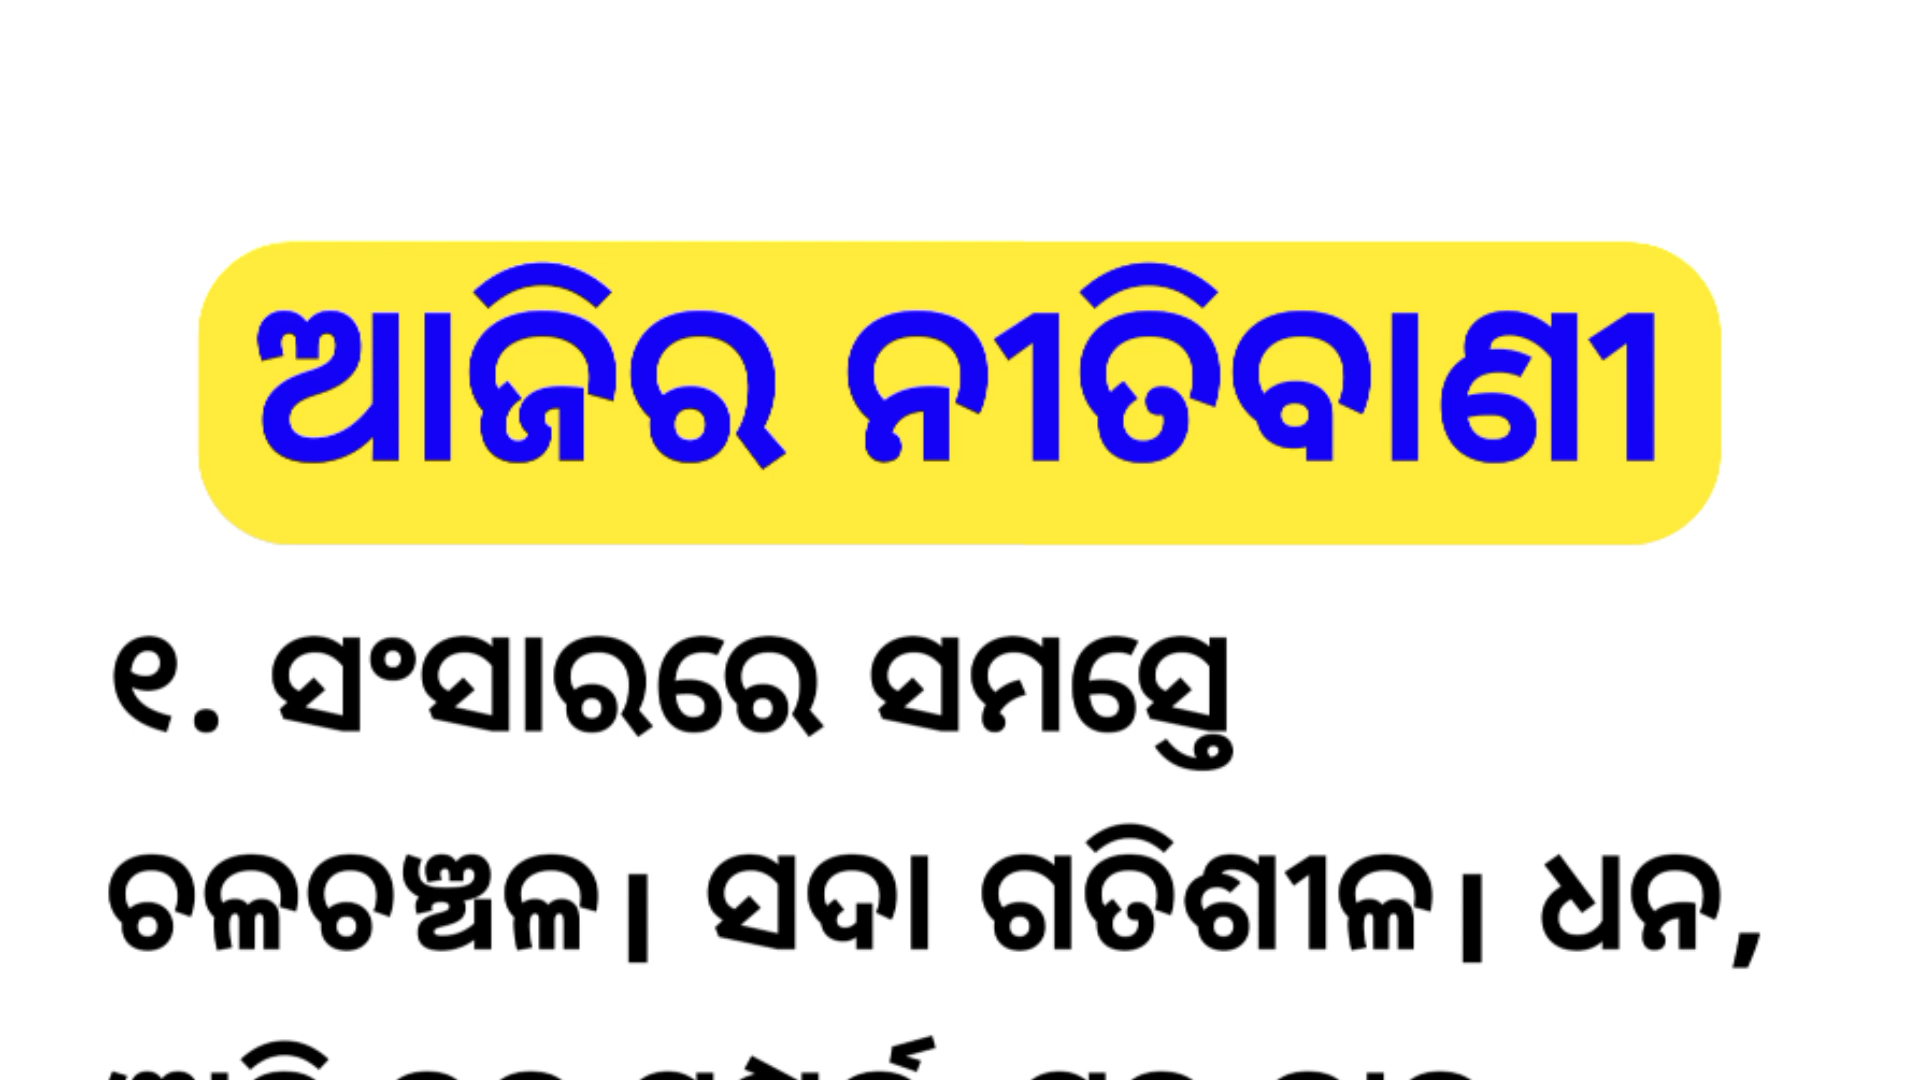 ଆଜିର ନୀତିବାଣୀ
୧. ସଂସାରରେ ସମସ୍ତେ
ଚଳଚଞ୍ଚଳ। ସଦା ଗତିଶୀଳ। ଧନ,